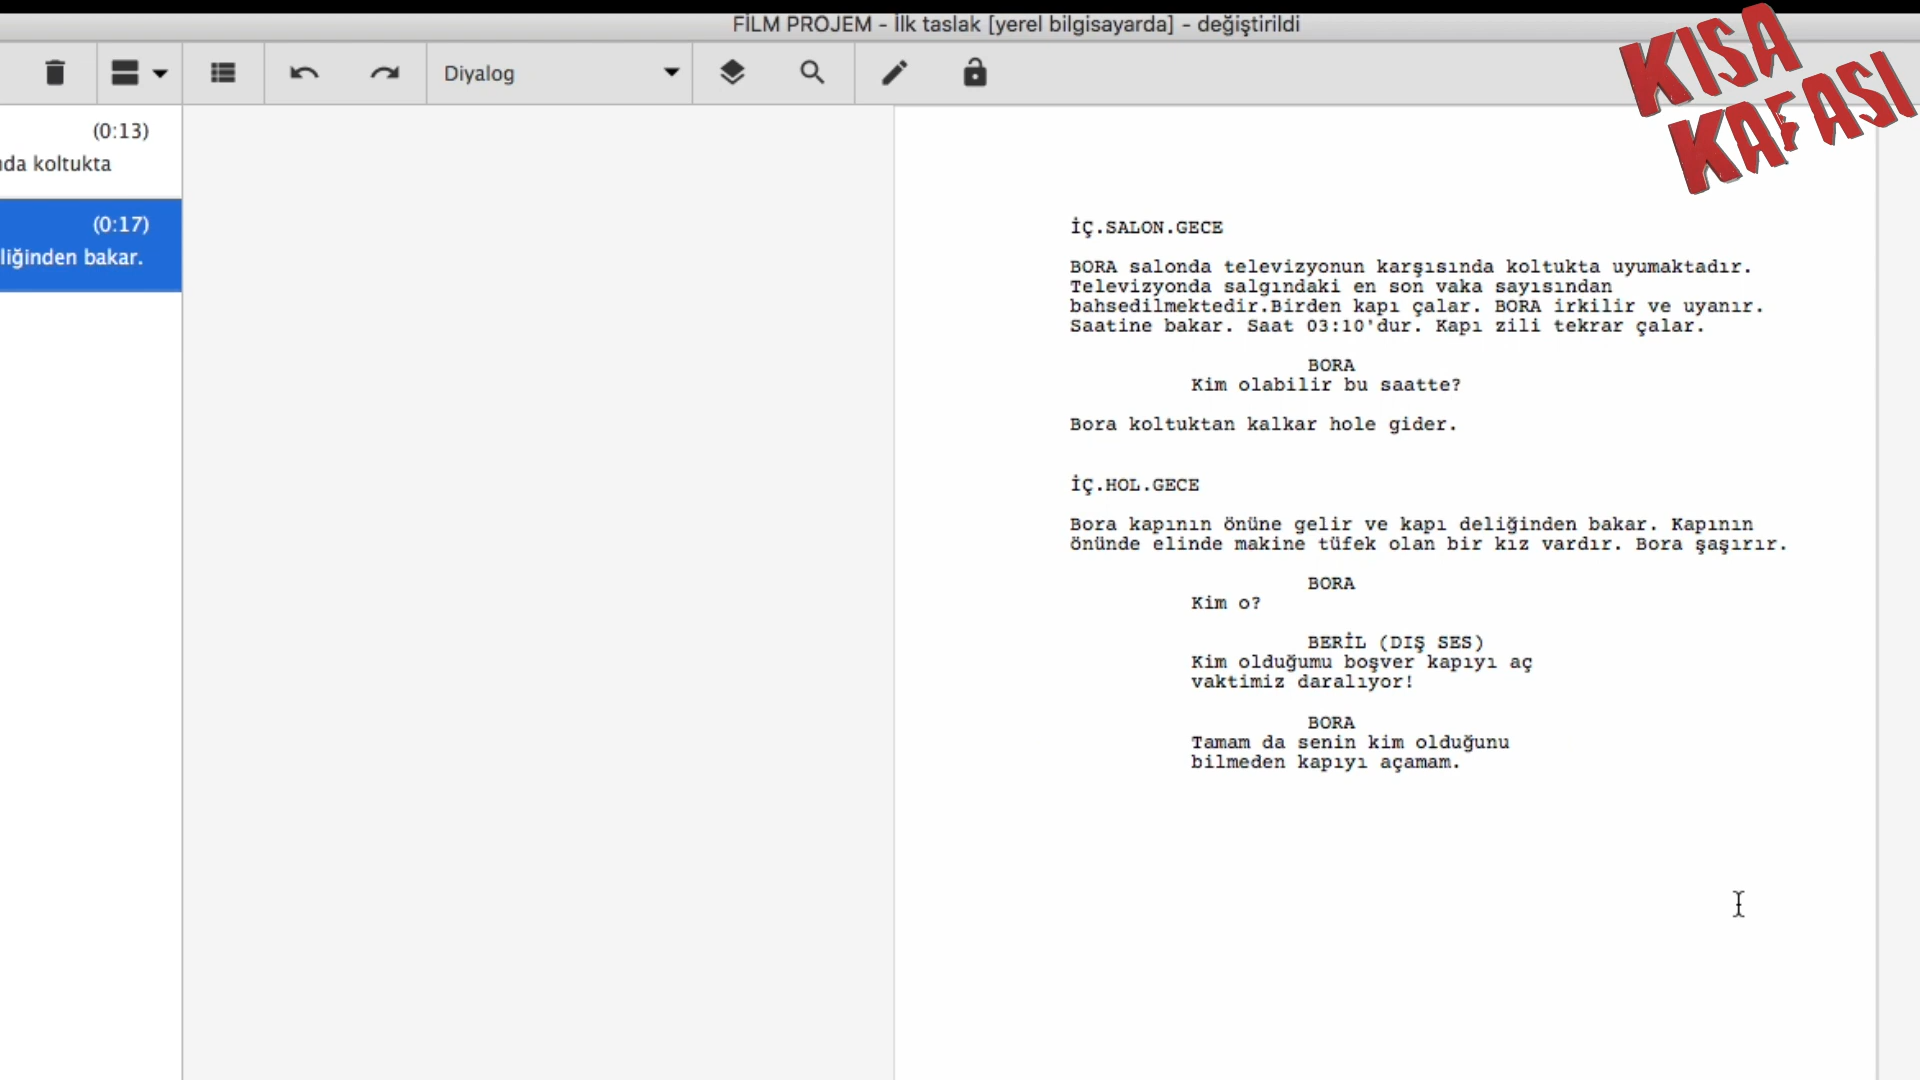 FİLM PROJEM - İlk taslak [yerel bilgisayarda] - değiştirildi
KISA
KAFASI
Diyalog
(0:13)
nda koltukta
(0:17)
liğinden bakar.
İÇ.SALON.GECE
BORA salonda televizyonun karşısında koltukta uyumaktadır.
Televizyonda salgındaki en son vaka sayısından
bahsedilmektedir.Birden kapı çalar. BORA irkilir ve uyanır.
Saatine bakar. Saat 03:10'dur. Kapı zili tekrar çalar.
BORA
Kim olabilir bu saatte?
Bora koltuktan kalkar hole gider.
İÇ.HOL.GECE
Bora kapının önüne gelir ve kapı deliğinden bakar. Kapının
önünde elinde makine tüfek olan bir kız vardır. Bora şaşırır.
BORA
Kim o?
BERİL (DIŞ SES)
Kim olduğumu boşver kapıyı aç
vaktimiz daralıyor!
BORA
Tamam da senin kim olduğunu
bilmeden kapıyı açamam.